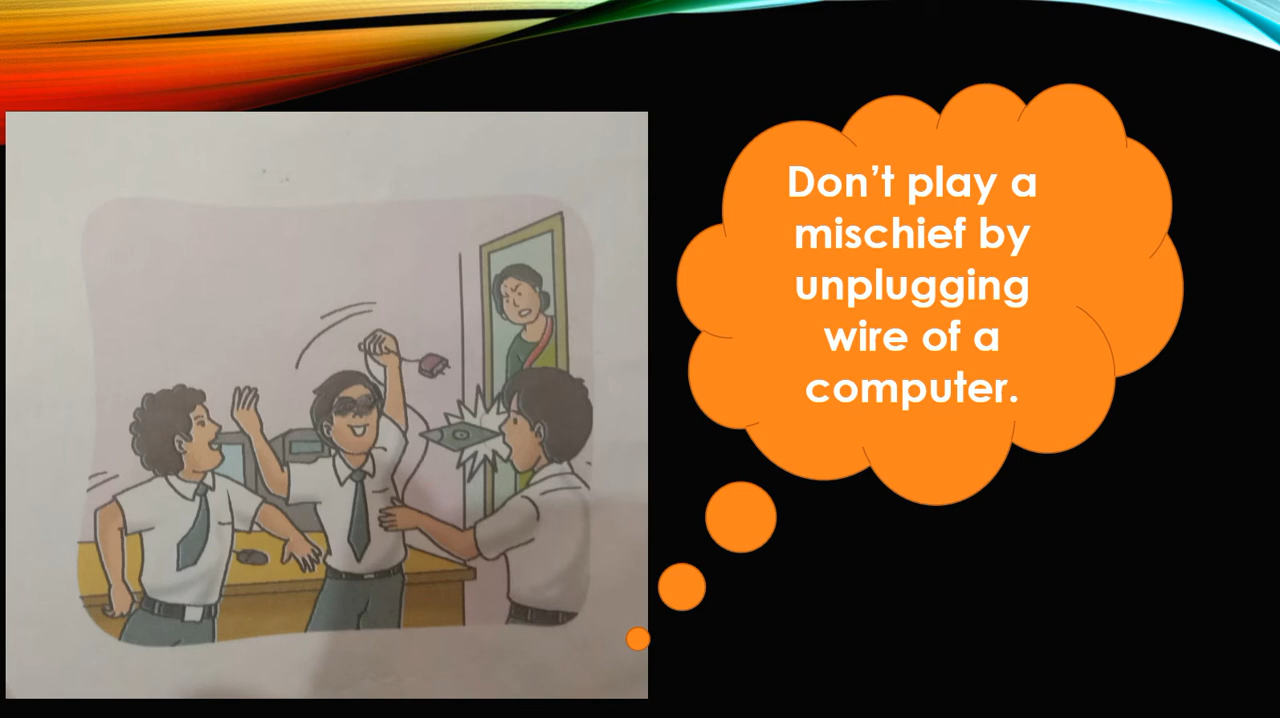 Don’t play a
mischief by
unplugging
wire of a
computer.